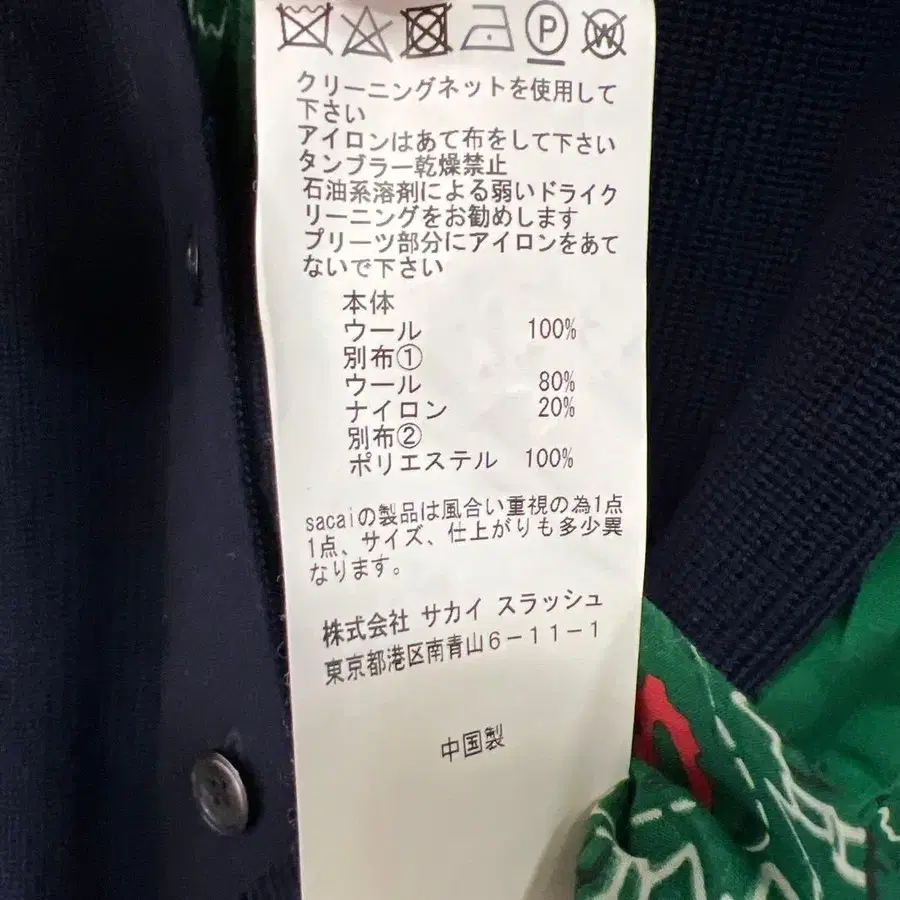 クリーニングネットを使用して
下さい
アイロンはあて布をして下さい
タンブラー乾燥禁止
石油系溶剤による弱いドライク
リーニングをお勧めします
プリーツ部分にアイロンをあて
ないで下さい
本体
ウール 100%
別布①
ウール 80%
ナイロン 20%
別布②
ポリエステル 100%
sacaiの製品は風合い重視の為1点
1点、サイズ、仕上がりも多少異
なります。
株式会社 サカイ スラッシュ
東京都港区南青山6-11-1
中国製